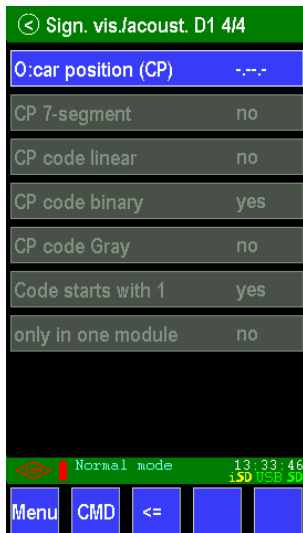 < Sign. vis./acoust. D1 4/4
O:car position (CP) -.--.-
CP 7-segment no
CP code linear no
CP code binary yes
CP code Gray no
Code starts with 1 yes
only in one module no
Normal mode 13:33:46
iSD USB SD
Menu CMD <=